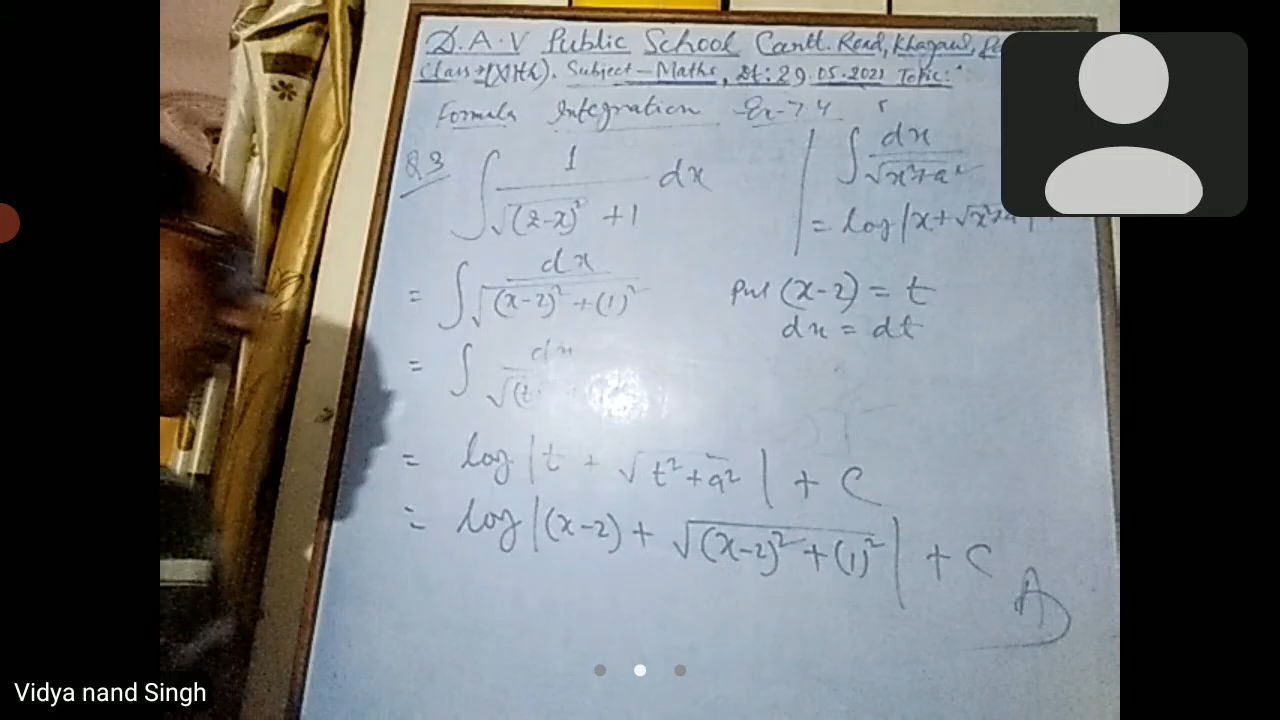 D.A.V Public School Cantt. Road, Khagaul,
Class→(XIIth). Subject-Maths, Dt:29.05.2021 Topic:
Formula Integration Ex-7.4
Q3 ∫ 1/√(2-x)² + 1 dx
∫ dx/√x²+a²
= log|x+√x²+a²|
= ∫ dx/√(x-2)²+(1)²
put (x-2) = t
dx = dt
= ∫ dx/√(t
= log|t + √t²+a²| + C
= log|(x-2) + √(x-2)²+(1)²| + C
A
Vidya nand Singh